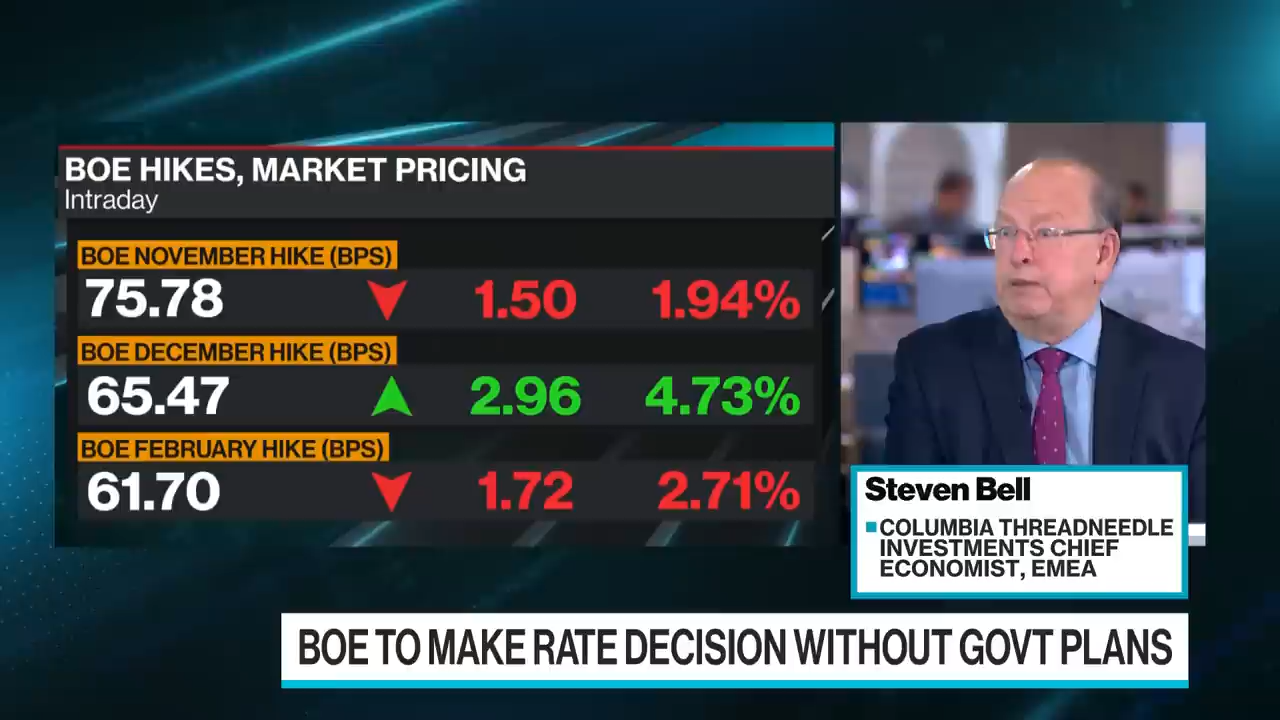 BOE HIKES, MARKET PRICING
Intraday
BOE NOVEMBER HIKE (BPS)
75.78 ▼ 1.50 1.94%
BOE DECEMBER HIKE (BPS)
65.47 ▲ 2.96 4.73%
BOE FEBRUARY HIKE (BPS)
61.70 ▼ 1.72 2.71%
Steven Bell
COLUMBIA THREADNEEDLE
INVESTMENTS CHIEF
ECONOMIST, EMEA
BOE TO MAKE RATE DECISION WITHOUT GOVT PLANS